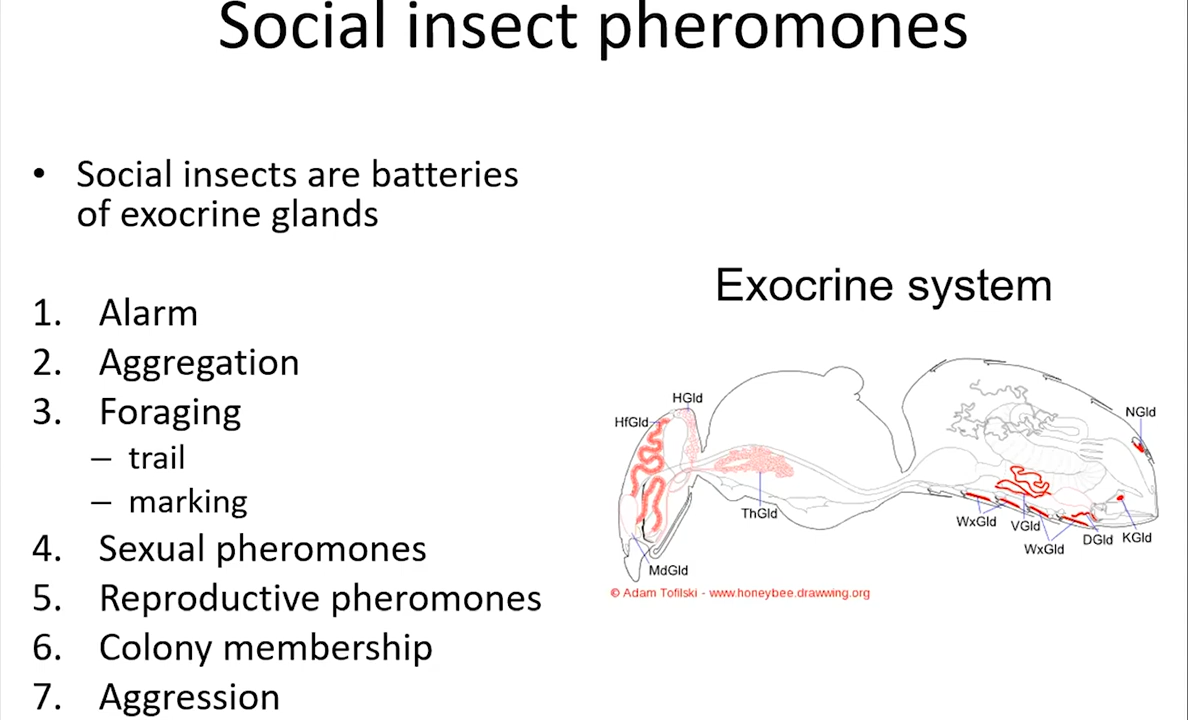 Social insect pheromones
• Social insects are batteries
of exocrine glands
1. Alarm
2. Aggregation
3. Foraging
– trail
– marking
4. Sexual pheromones
5. Reproductive pheromones
6. Colony membership
7. Aggression
Exocrine system
HGld
HfGld
NGld
ThGld
WxGld
VGld
WxGld
DGld
KGld
MdGld
© Adam Tofilski - www.honeybee.drawwing.org